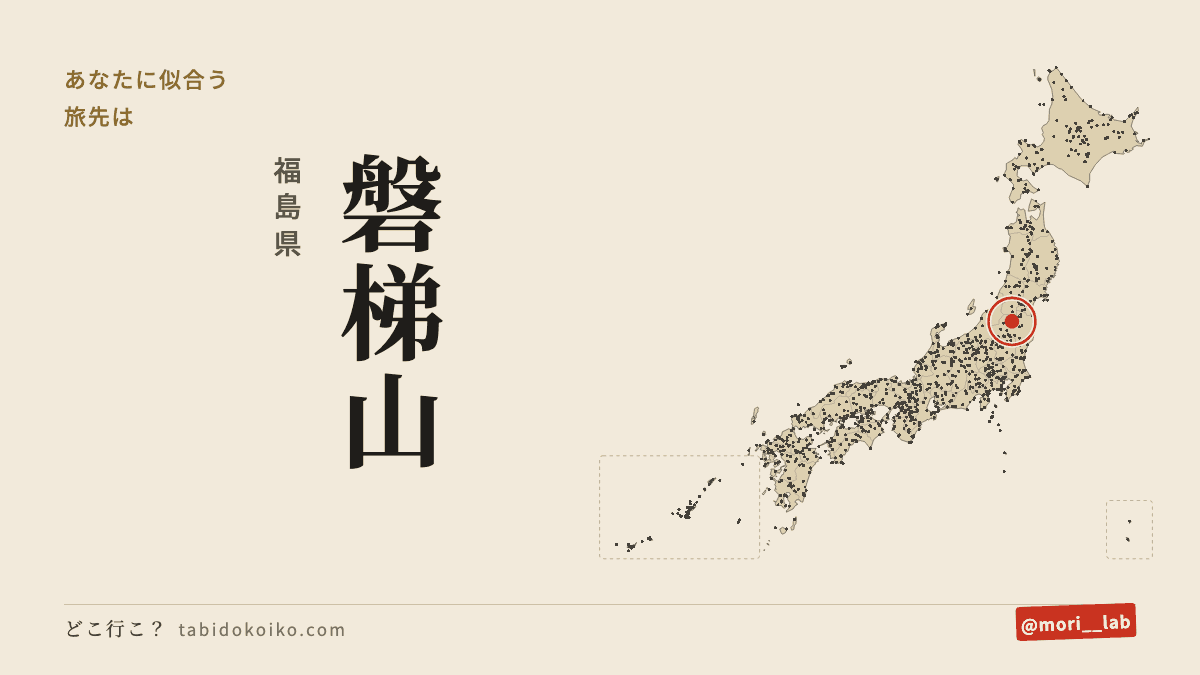 あなたに似合う
旅先は
福島県
磐梯山
どこ行こ？ tabidokoiko.com
@mori__lab